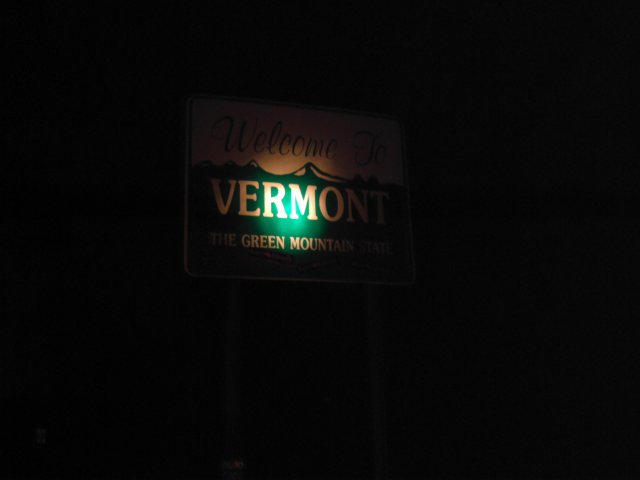 Welcome To
VERMONT
THE GREEN MOUNTAIN STATE